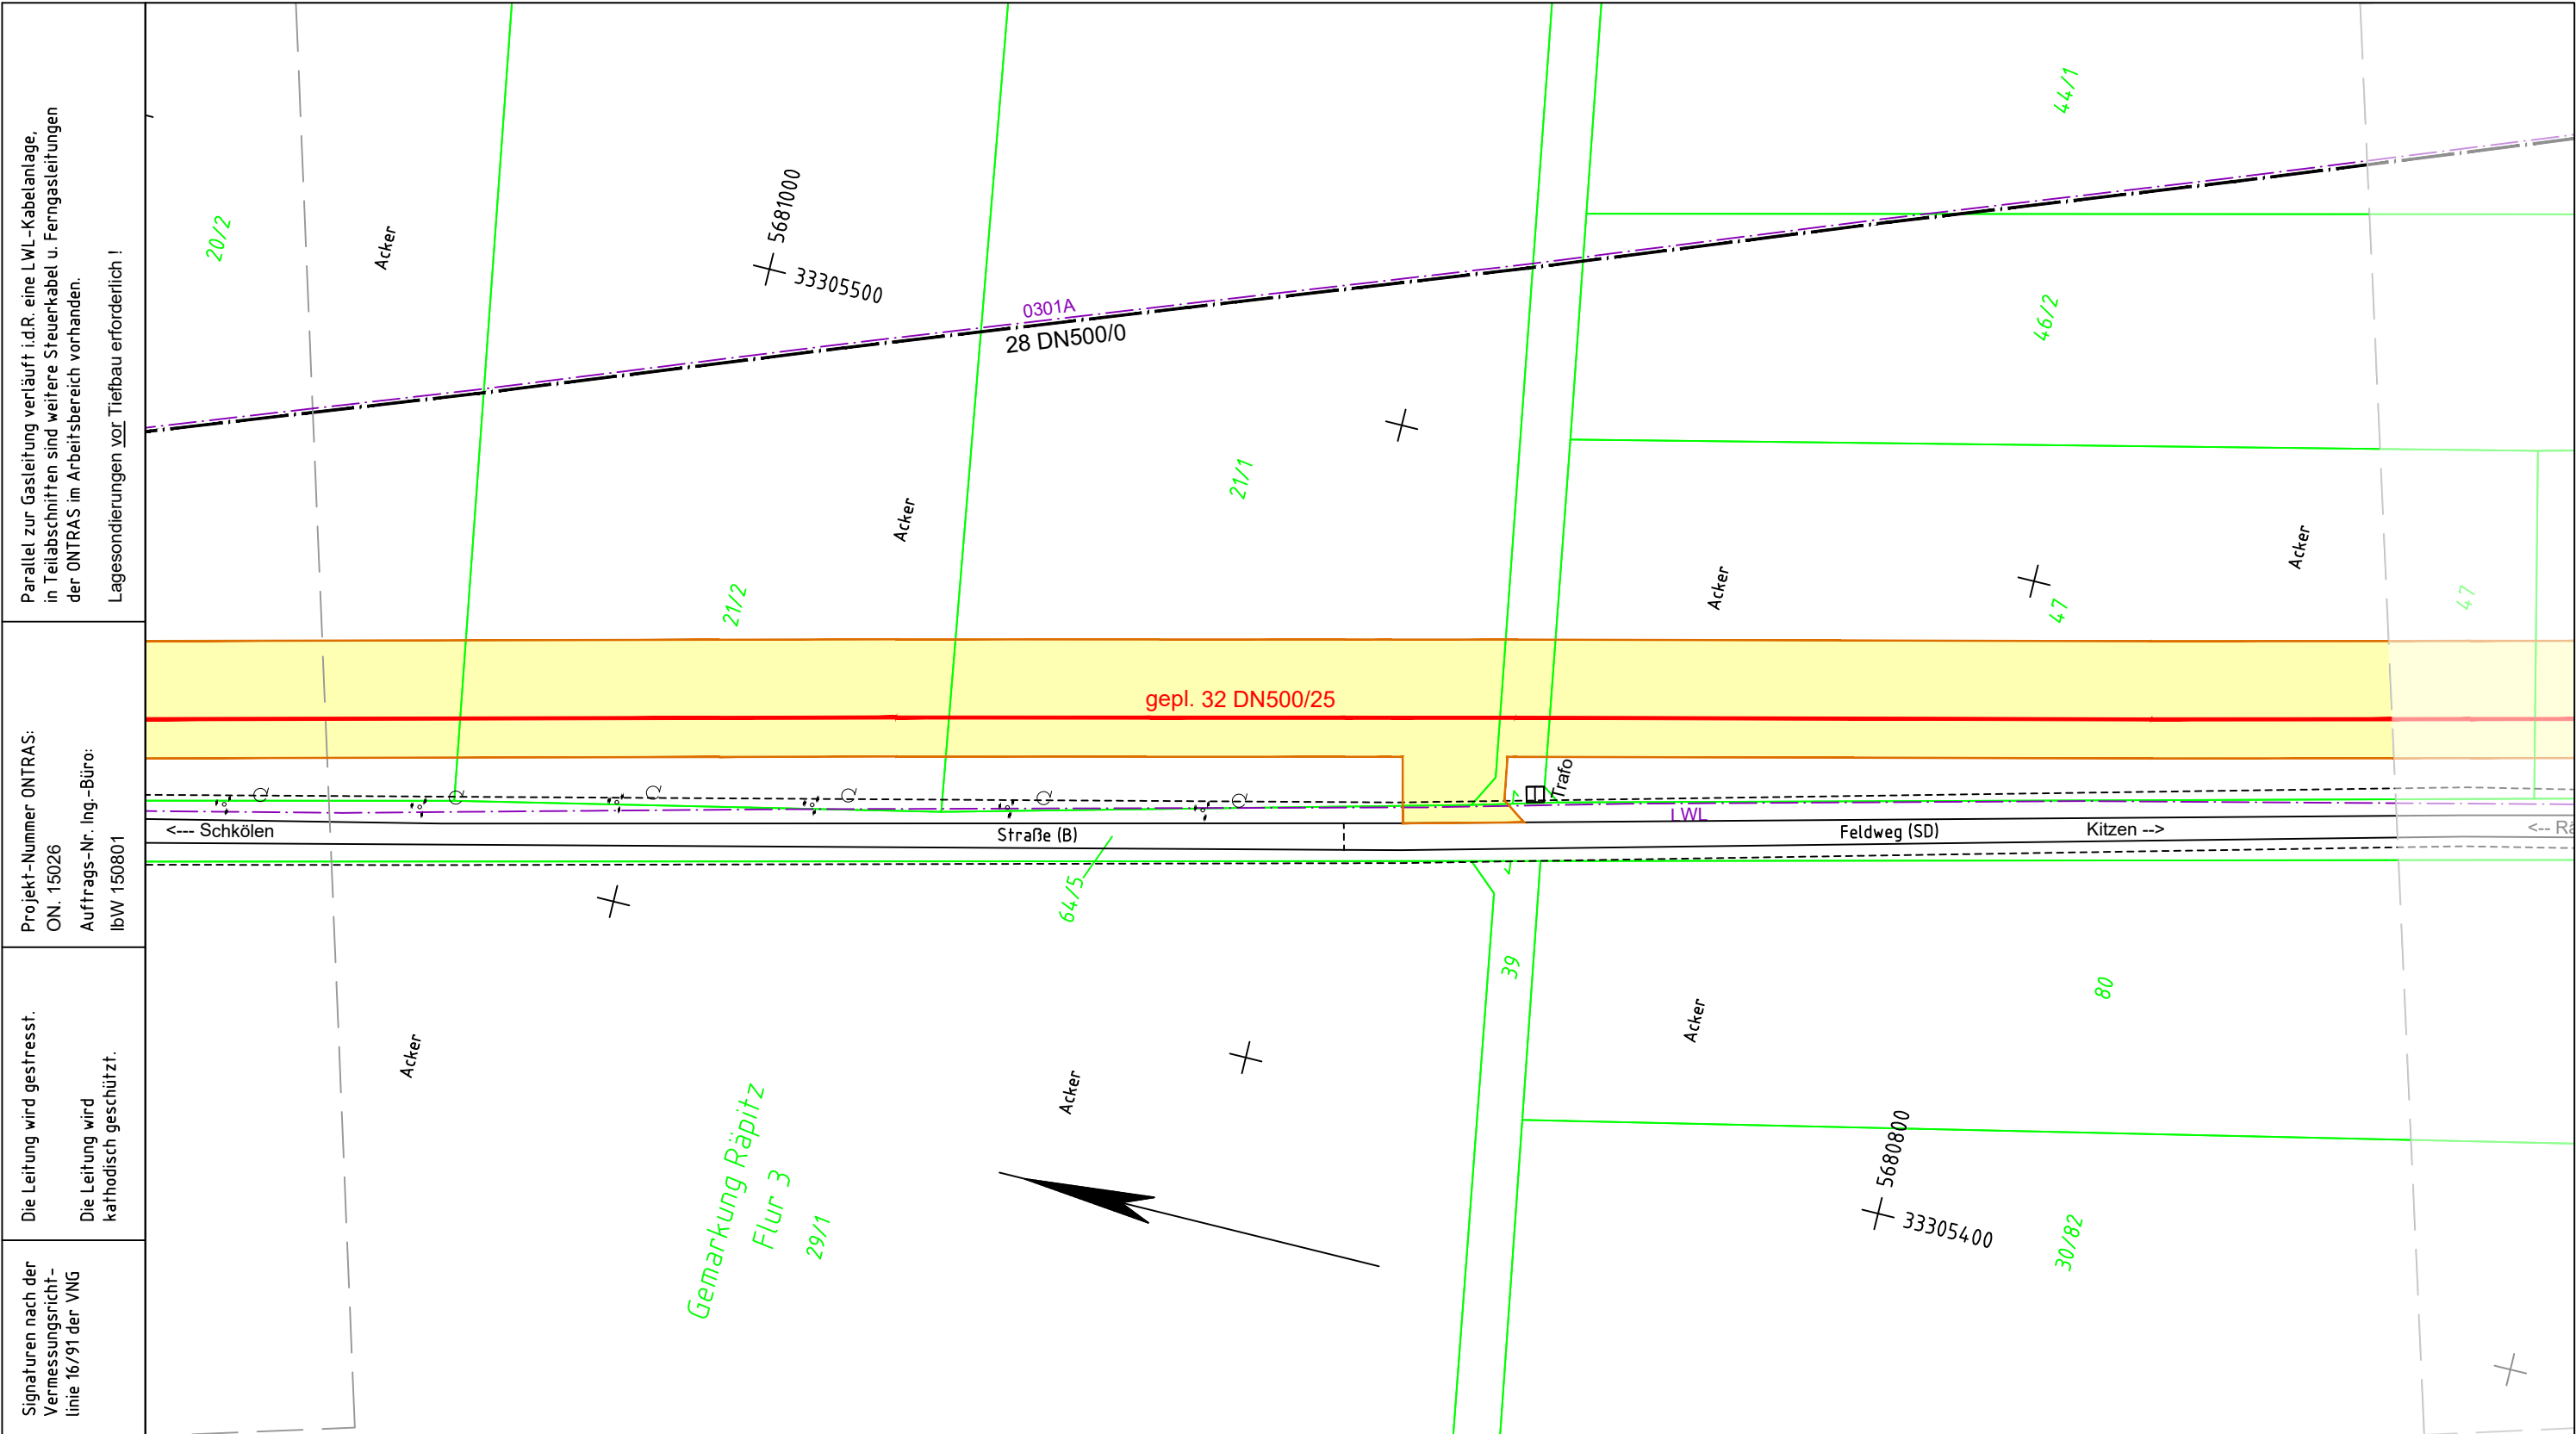 Parallel zur Gasleitung verläuft i.d.R. eine LWL-Kabelanlage,
in Teilabschnitten sind weitere Steuerkabel u. Ferngasleitungen
der ONTRAS im Arbeitsbereich vorhanden.
Lagesondierungen vor Tiefbau erforderlich !
Projekt-Nummer ONTRAS:
ON. 15026
Auftrags-Nr. Ing.-Büro:
IbW 150801
Die Leitung wird gestresst.
Die Leitung wird
kathodisch geschützt.
Signaturen nach der
Vermessungsricht-
linie 16/91 der VNG
20/2
Acker
5681000
33305500
0301A
28 DN500/0
44/1
46/2
21/1
Acker
21/2
Acker
47
Acker
47
gepl. 32 DN500/25
Trafo
LWL
<--- Schkölen
Straße (B)
Feldweg (SD)
Kitzen -->
<-- Rä
64/5
39
80
Acker
Acker
Acker
Gemarkung Räpitz
Flur 3
29/1
5680800
33305400
30/82